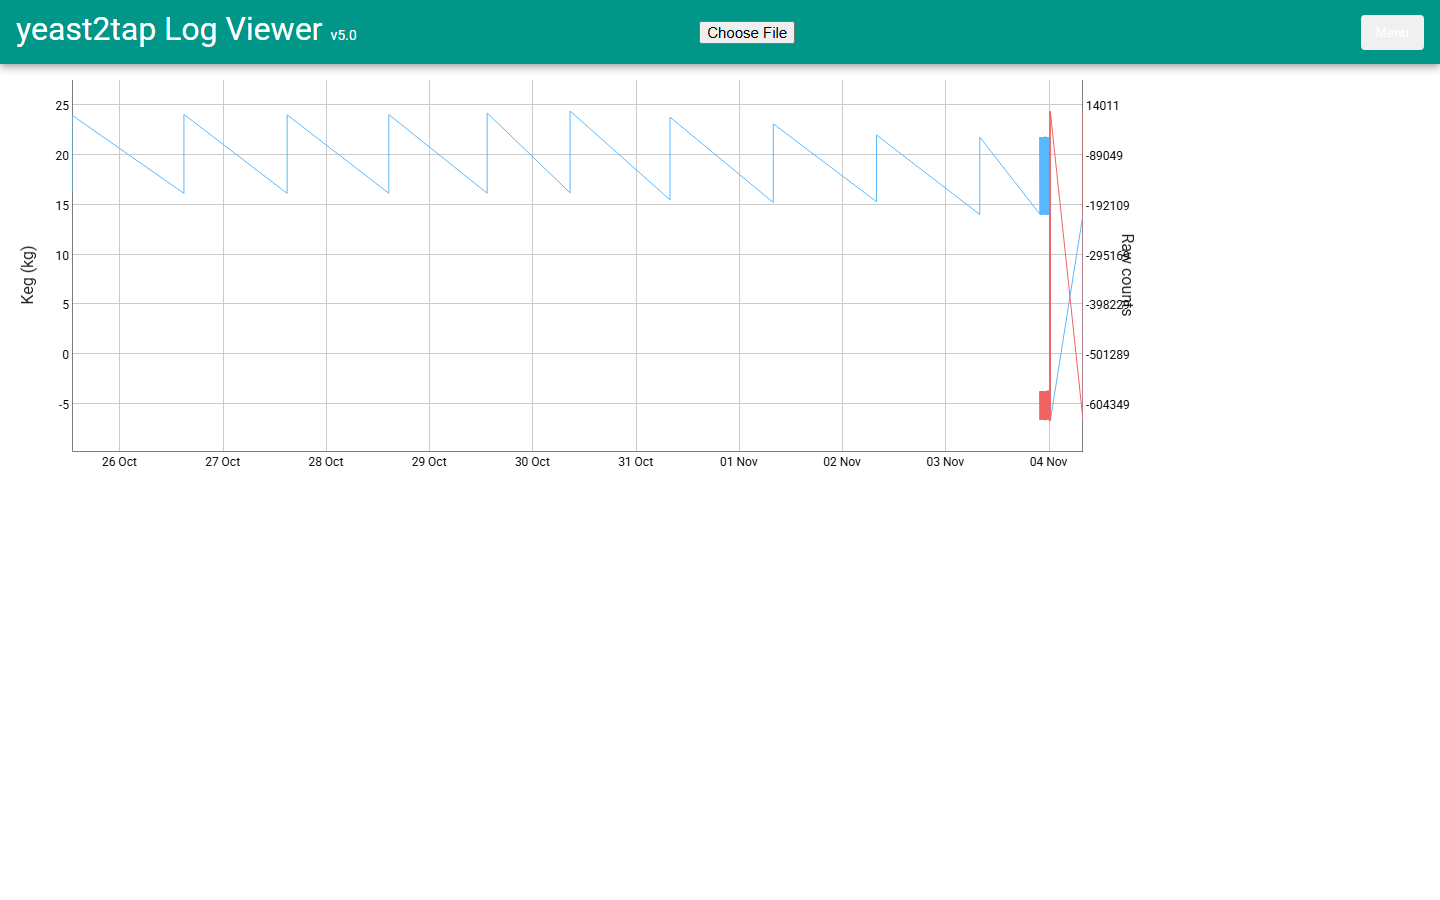 yeast2tap Log Viewer v5.0
Choose File
Menu
Keg (kg)
25
20
15
10
5
0
-5
14011
-89049
-192109
-295169
-398229
-501289
-604349
Raw counts
26 Oct
27 Oct
28 Oct
29 Oct
30 Oct
31 Oct
01 Nov
02 Nov
03 Nov
04 Nov